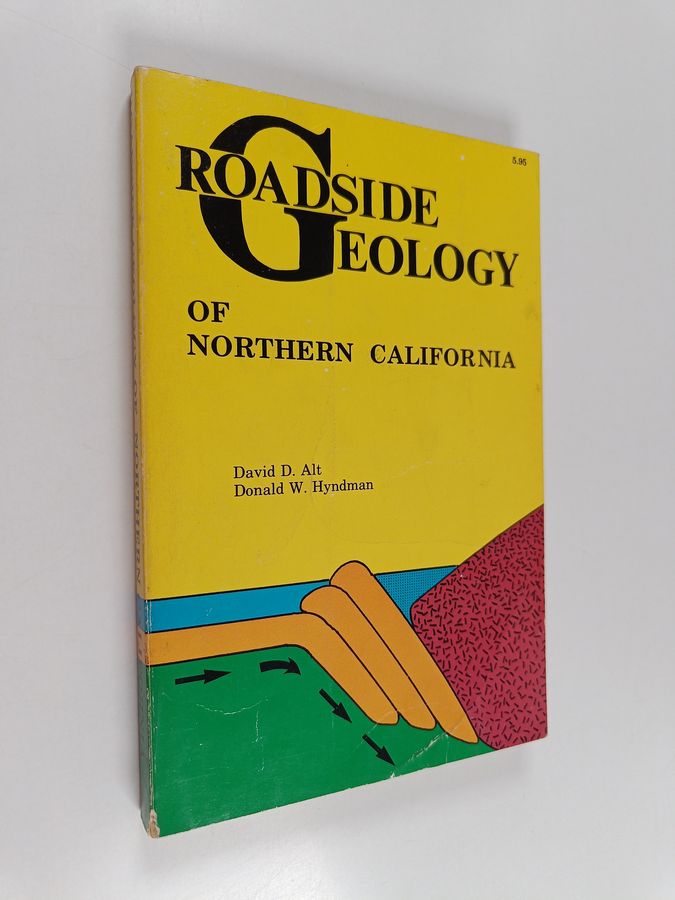 5.95
ROADSIDE
GEOLOGY
OF
NORTHERN CALIFORNIA
David D. Alt
Donald W. Hyndman